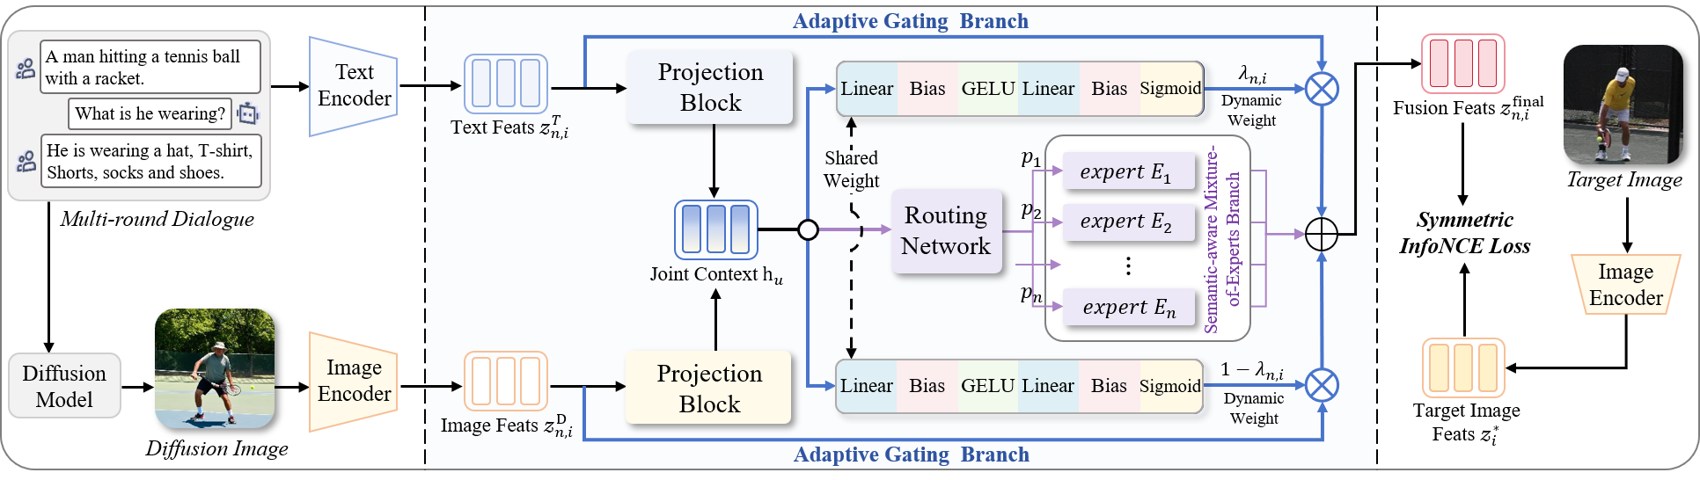 Adaptive Gating Branch
A man hitting a tennis ball
with a racket.
What is he wearing?
He is wearing a hat, T-shirt,
Shorts, socks and shoes.
Multi-round Dialogue
Text
Encoder
Text Feats z^T_{n,i}
Projection
Block
Linear Bias GELU Linear Bias Sigmoid
λ_{n,i}
Dynamic
Weight
Fusion Feats z^{final}_{n,i}
Target Image
Shared
Weight
Joint Context h_u
Routing
Network
p_1
expert E_1
p_2
expert E_2
⋮
p_n
expert E_n
Semantic-aware Mixture-
of-Experts Branch
Symmetric
InfoNCE Loss
Image
Encoder
Diffusion
Model
Diffusion Image
Image
Encoder
Image Feats z^D_{n,i}
Projection
Block
Linear Bias GELU Linear Bias Sigmoid
1 − λ_{n,i}
Dynamic
Weight
Target Image
Feats z^*_i
Adaptive Gating Branch